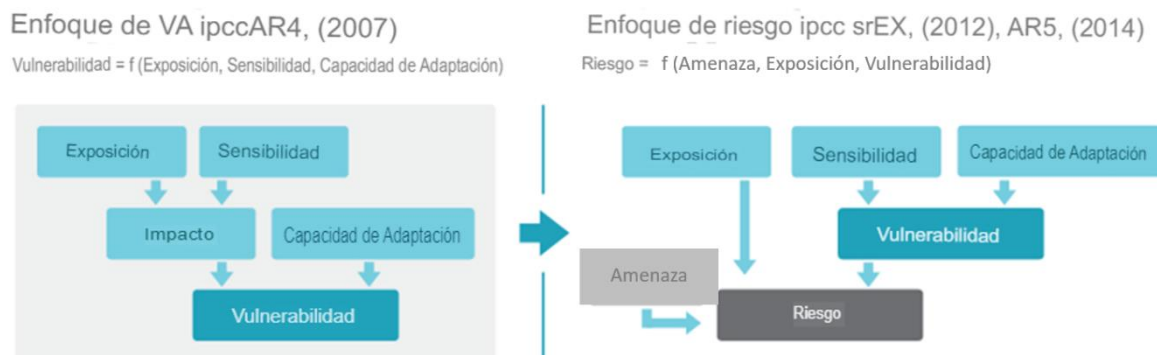 Enfoque de VA ipccAR4, (2007)
Vulnerabilidad = f (Exposición, Sensibilidad, Capacidad de Adaptación)
Exposición
Sensibilidad
Impacto
Capacidad de Adaptación
Vulnerabilidad
Enfoque de riesgo ipcc srEX, (2012), AR5, (2014)
Riesgo = f (Amenaza, Exposición, Vulnerabilidad)
Exposición
Sensibilidad
Capacidad de Adaptación
Vulnerabilidad
Amenaza
Riesgo